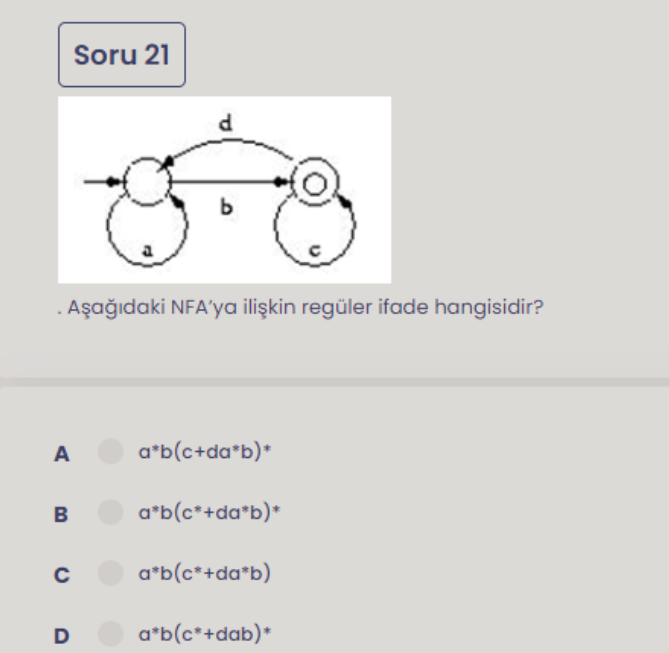 Soru 21
d
b
a
c
. Aşağıdaki NFA'ya ilişkin regüler ifade hangisidir?
A a*b(c+da*b)*
B a*b(c*+da*b)*
C a*b(c*+da*b)
D a*b(c*+dab)*